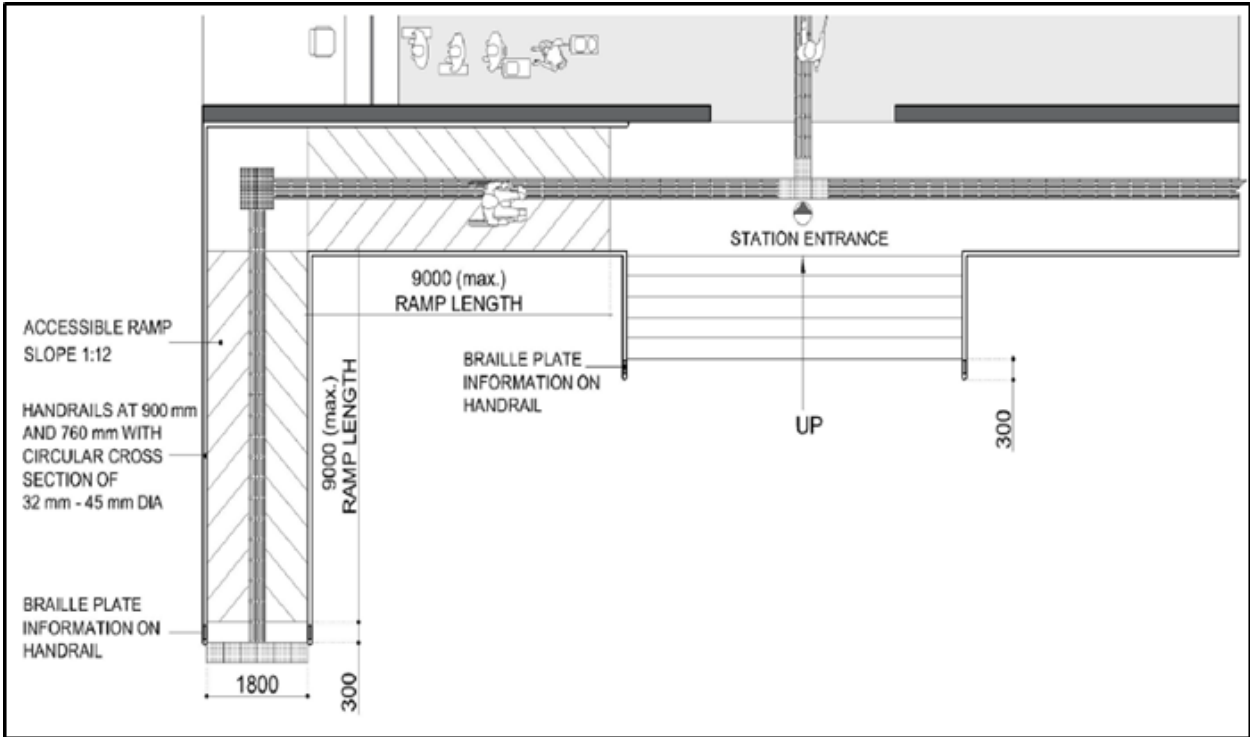 STATION ENTRANCE
9000 (max.)
RAMP LENGTH
ACCESSIBLE RAMP
SLOPE 1:12
HANDRAILS AT 900 mm
AND 760 mm WITH
CIRCULAR CROSS
SECTION OF
32 mm - 45 mm DIA
9000 (max.)
RAMP LENGTH
BRAILLE PLATE
INFORMATION ON
HANDRAIL
UP
300
BRAILLE PLATE
INFORMATION ON
HANDRAIL
1800
300